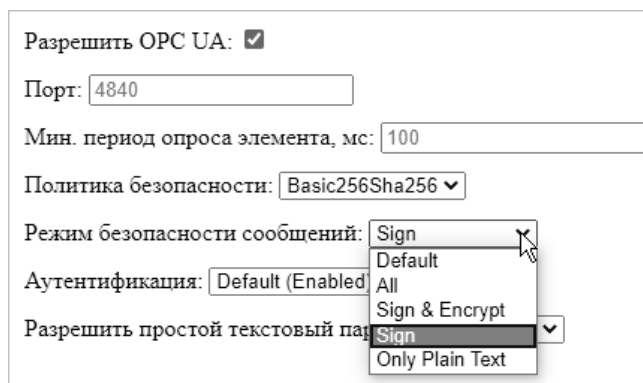 Разрешить OPC UA:
Порт: 4840
Мин. период опроса элемента, мс: 100
Политика безопасности: Basic256Sha256
Режим безопасности сообщений: Sign
Default
Аутентификация: Default (Enabled)
All
Sign & Encrypt
Разрешить простой текстовый
Sign
Only Plain Text